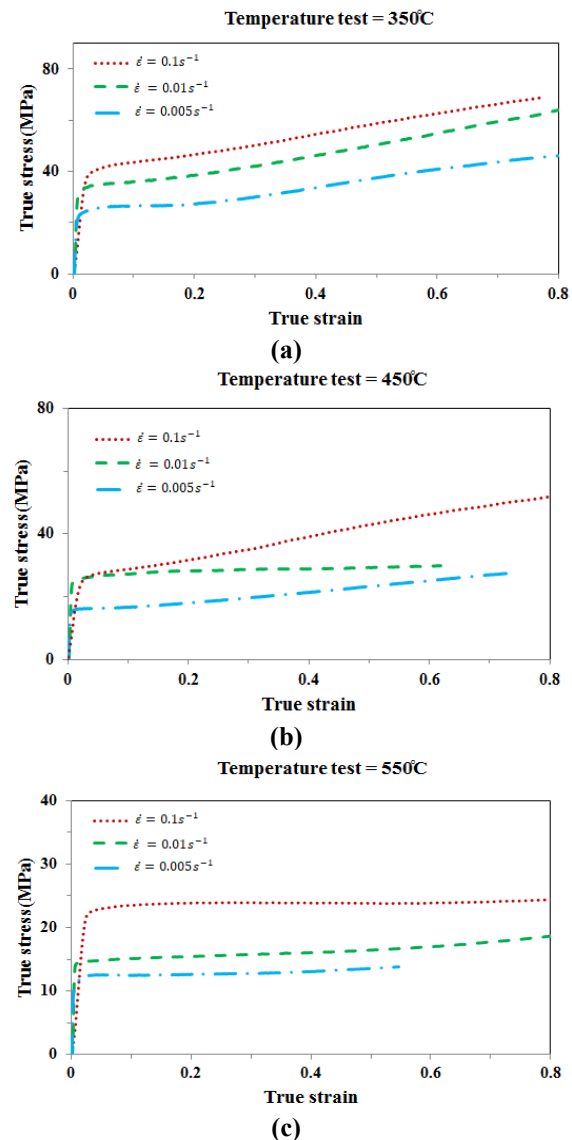 Temperature test = 350℃
80
40
0
True stress(MPa)
ε̇ = 0.1s⁻¹
ε̇ = 0.01s⁻¹
ε̇ = 0.005s⁻¹
0 0.2 0.4 0.6 0.8
True strain
(a)
Temperature test = 450℃
80
40
0
True stress(MPa)
ε̇ = 0.1s⁻¹
ε̇ = 0.01s⁻¹
ε̇ = 0.005s⁻¹
0 0.2 0.4 0.6 0.8
True strain
(b)
Temperature test = 550℃
40
30
20
10
0
True stress(MPa)
ε̇ = 0.1s⁻¹
ε̇ = 0.01s⁻¹
ε̇ = 0.005s⁻¹
0 0.2 0.4 0.6 0.8
True strain
(c)